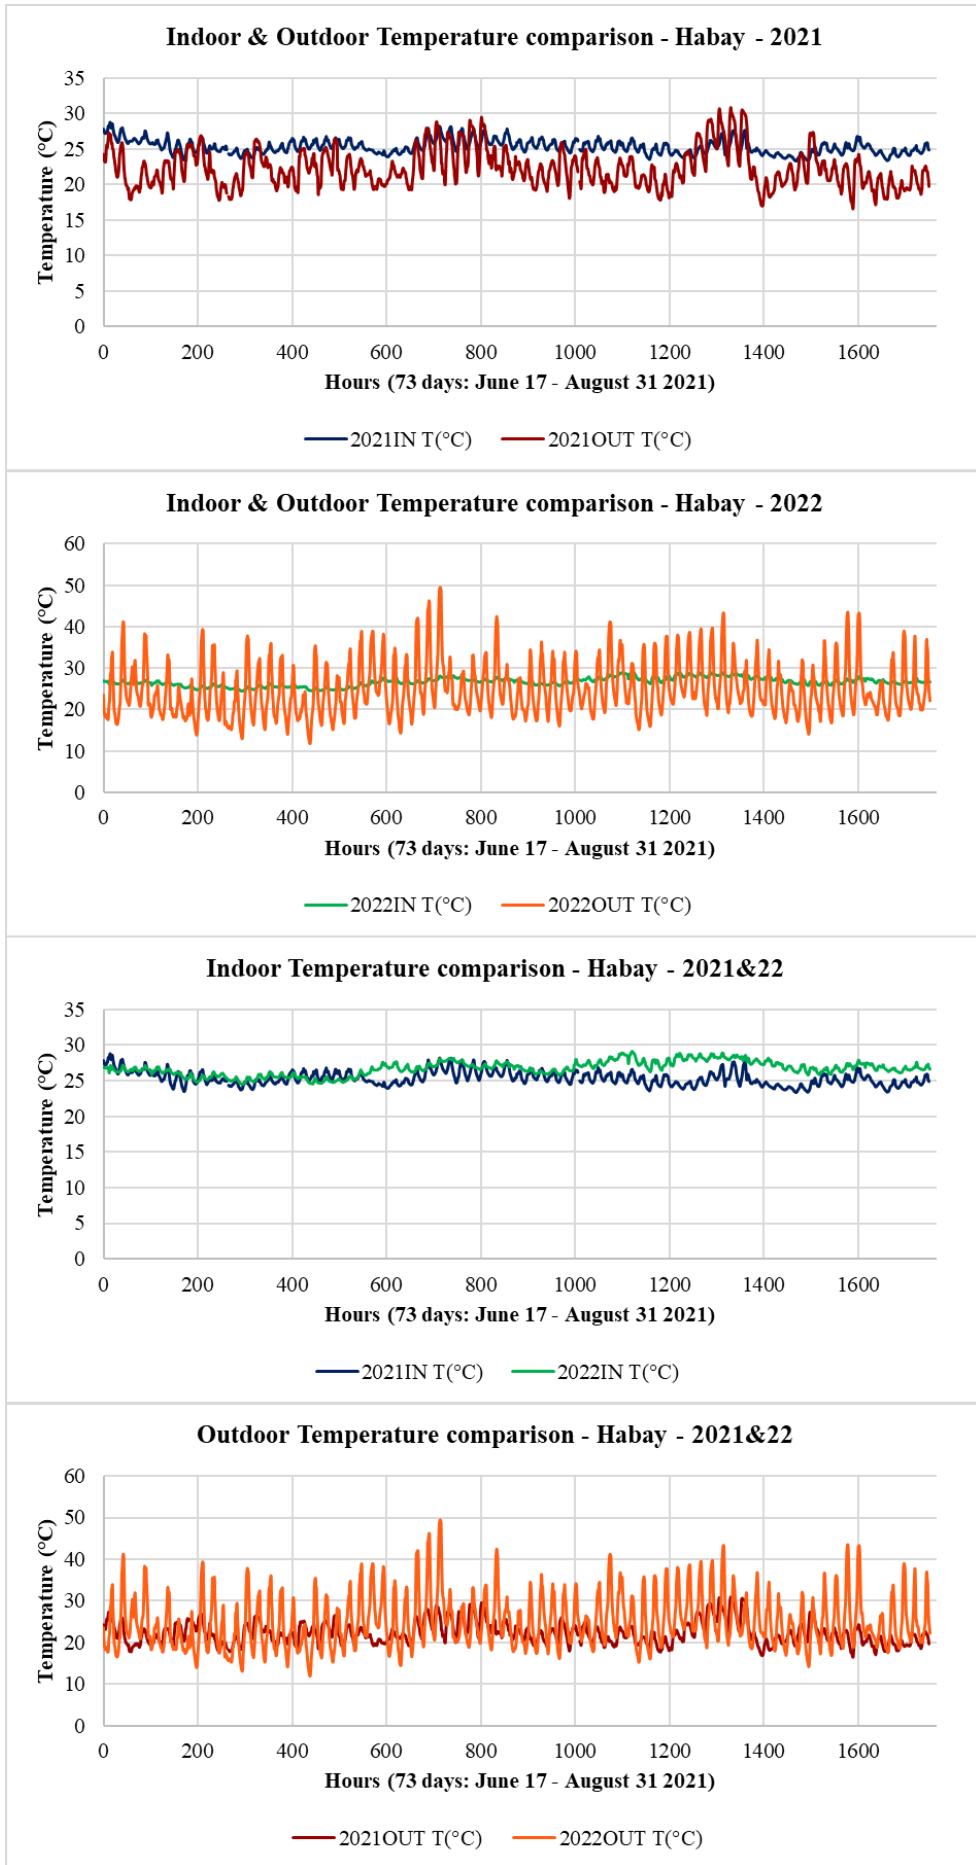 Indoor & Outdoor Temperature comparison - Habay - 2021
35
30
25
20
15
10
5
0
Temperature (°C)
0 200 400 600 800 1000 1200 1400 1600
Hours (73 days: June 17 - August 31 2021)
2021IN T(°C) 2021OUT T(°C)
Indoor & Outdoor Temperature comparison - Habay - 2022
60
50
40
30
20
10
0
Temperature (°C)
0 200 400 600 800 1000 1200 1400 1600
Hours (73 days: June 17 - August 31 2021)
2022IN T(°C) 2022OUT T(°C)
Indoor Temperature comparison - Habay - 2021&22
35
30
25
20
15
10
5
0
Temperature (°C)
0 200 400 600 800 1000 1200 1400 1600
Hours (73 days: June 17 - August 31 2021)
2021IN T(°C) 2022IN T(°C)
Outdoor Temperature comparison - Habay - 2021&22
60
50
40
30
20
10
0
Temperature (°C)
0 200 400 600 800 1000 1200 1400 1600
Hours (73 days: June 17 - August 31 2021)
2021OUT T(°C) 2022OUT T(°C)